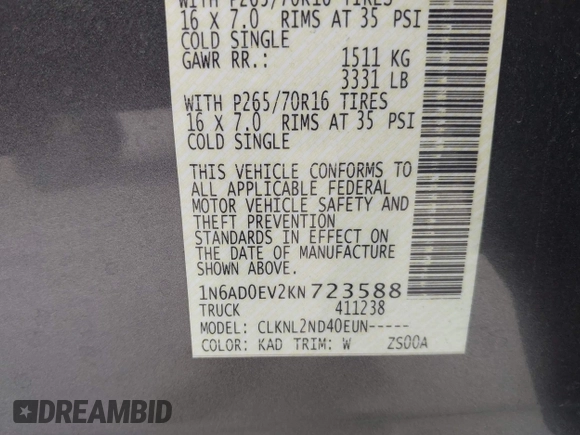 WITH P265/70R16 TIRES
16 X 7.0 RIMS AT 35 PSI
COLD SINGLE
GAWR RR.: 1511 KG
3331 LB
WITH P265/70R16 TIRES
16 X 7.0 RIMS AT 35 PSI
COLD SINGLE
THIS VEHICLE CONFORMS TO
ALL APPLICABLE FEDERAL
MOTOR VEHICLE SAFETY AND
THEFT PREVENTION
STANDARDS IN EFFECT ON
THE DATE OF MANUFACTURE
SHOWN ABOVE.
1N6AD0EV2KN723588
TRUCK 411238
MODEL: CLKNL2ND40EUN-----
COLOR: KAD TRIM: W ZS00A
DREAMBID